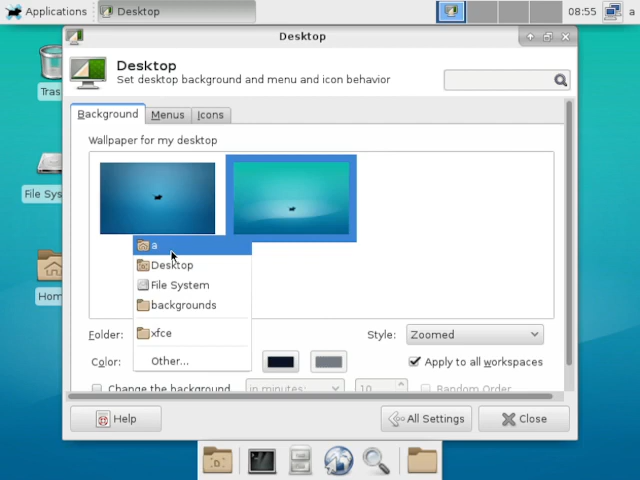 Applications
Desktop
08:55
a
Desktop
Desktop
Set desktop background and menu and icon behavior
Background
Menus
Icons
Wallpaper for my desktop
Tras
File Sys
Hom
a
Desktop
File System
backgrounds
xfce
Other...
Folder:
Style:
Zoomed
Color:
Apply to all workspaces
Change the background
in minutes:
10
Random Order
Help
All Settings
Close